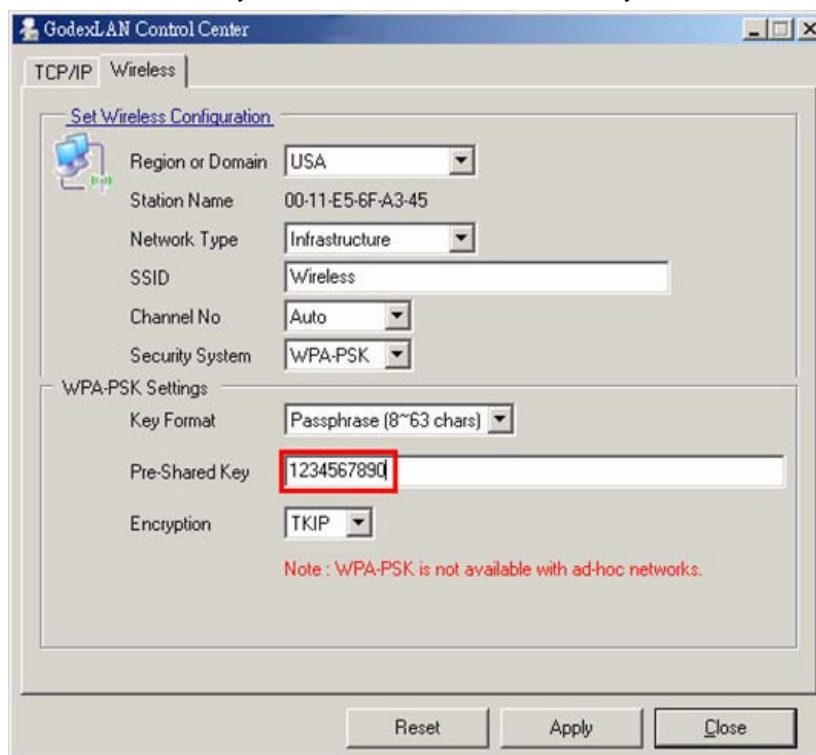 GodexLAN Control Center
TCP/IP Wireless
Set Wireless Configuration
Region or Domain USA
Station Name 00-11-E5-6F-A3-45
Network Type Infrastructure
SSID Wireless
Channel No Auto
Security System WPA-PSK
WPA-PSK Settings
Key Format Passphrase (8~63 chars)
Pre-Shared Key 1234567890
Encryption TKIP
Note : WPA-PSK is not available with ad-hoc networks.
Reset Apply Close